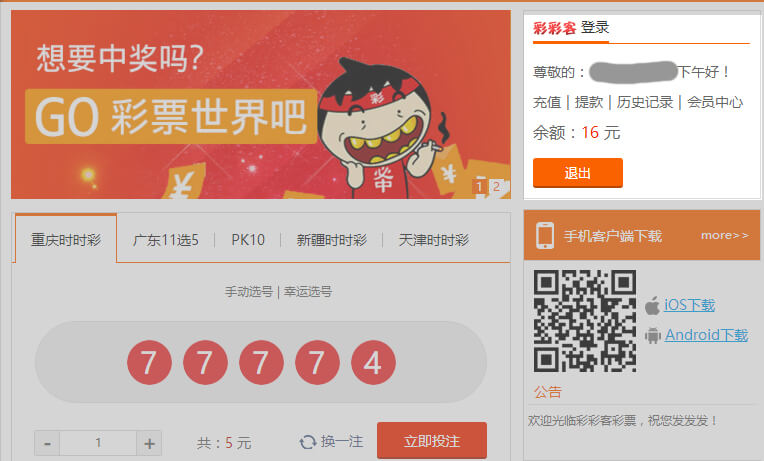 想要中奖吗?
GO 彩票世界吧
彩
彩
¥
¥
1 2
彩彩客 登录
尊敬的：下午好！
充值 | 提款 | 历史记录 | 会员中心
余额：16 元
退出
重庆时时彩 广东11选5 PK10 新疆时时彩 天津时时彩
手动选号 | 幸运选号
7 7 7 7 4
- 1 +
共：5 元
换一注
立即投注
手机客户端下载 more>>
iOS下载
Android下载
公告
欢迎光临彩彩客彩票，祝您发发发！